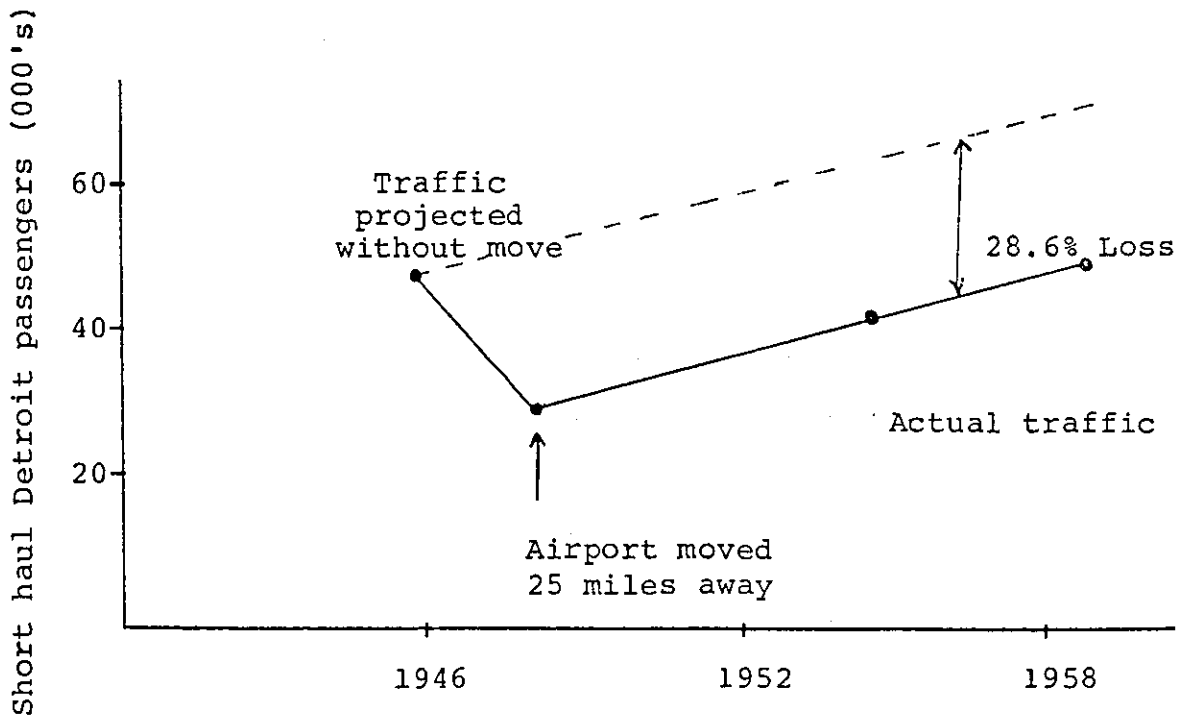 Short haul Detroit passengers (000's)
60
40
20
Traffic
projected
without move
28.6% Loss
Actual traffic
Airport moved
25 miles away
1946
1952
1958